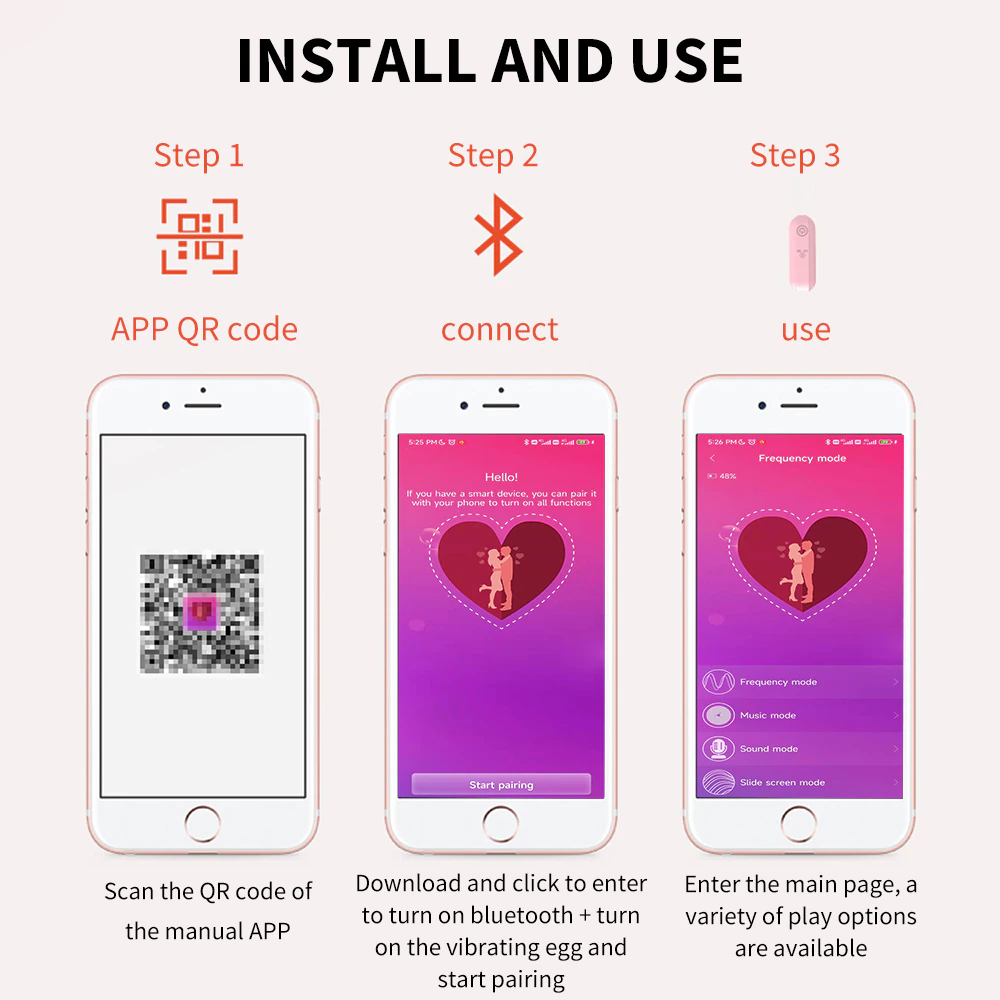 INSTALL AND USE
Step 1
Step 2
Step 3
APP QR code
connect
use
5:25 PM
Hello!
If you have a smart device, you can pair it
with your phone to turn on all functions
Start pairing
5:26 PM
Frequency mode
48%
Frequency mode
Music mode
Sound mode
Slide screen mode
Scan the QR code of
the manual APP
Download and click to enter
to turn on bluetooth + turn
on the vibrating egg and
start pairing
Enter the main page, a
variety of play options
are available